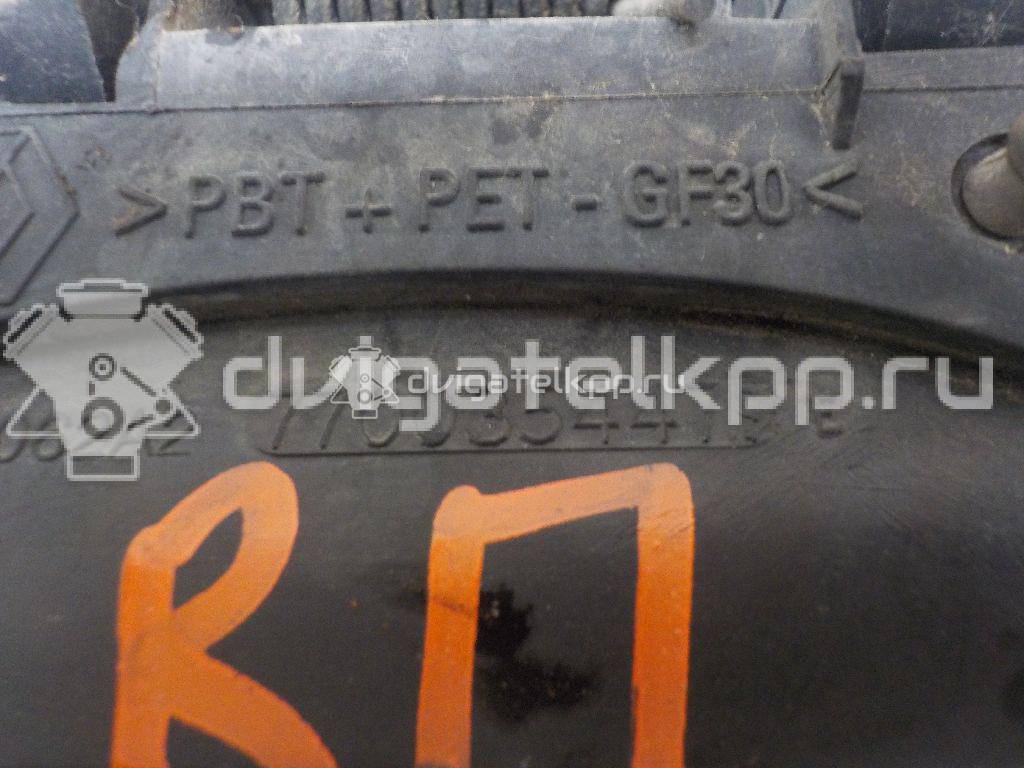 >PBT + PET - GF30<
dvigatelkpp.ru
dvigatelkpp.ru
ВП